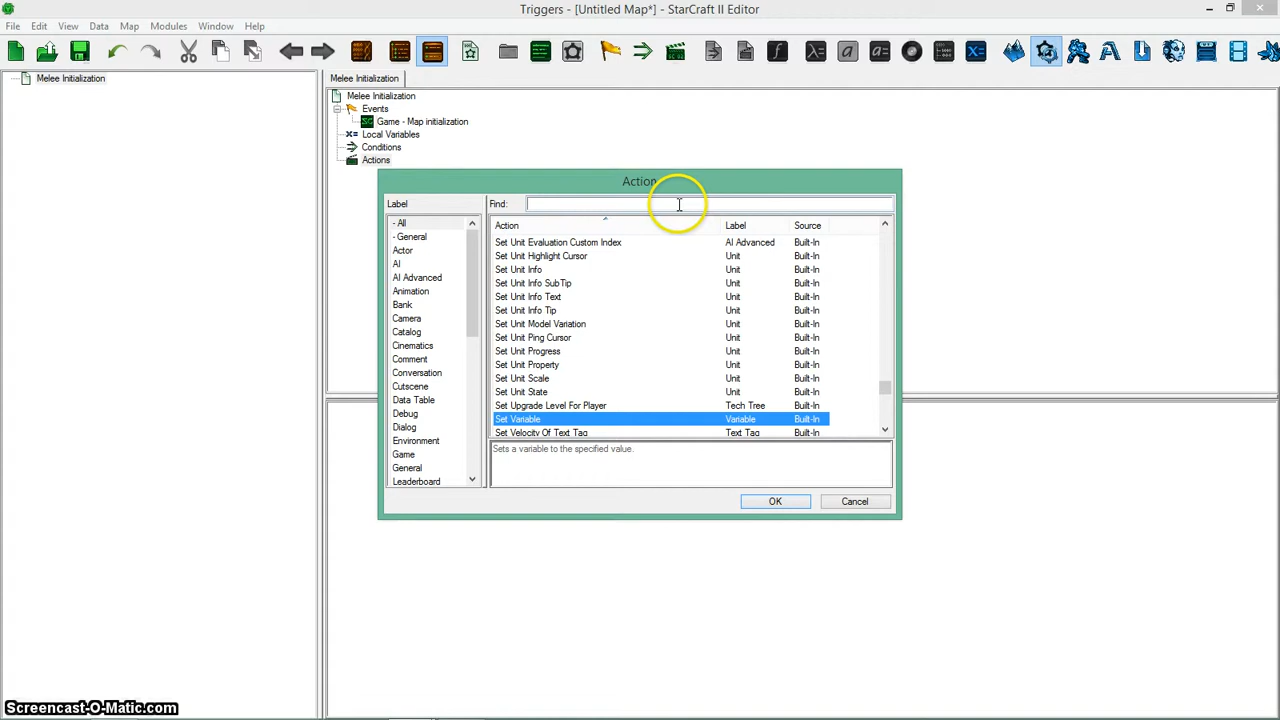 Triggers - [Untitled Map*] - StarCraft II Editor
File Edit View Data Map Modules Window Help
Melee Initialization
Melee Initialization
Melee Initialization
Events
Game - Map initialization
Local Variables
Conditions
Actions
Action
Label
- All
- General
Actor
AI
AI Advanced
Animation
Bank
Camera
Catalog
Cinematics
Comment
Conversation
Cutscene
Data Table
Debug
Dialog
Environment
Game
General
Leaderboard
Find:
Action Label Source
Set Unit Evaluation Custom Index AI Advanced Built-In
Set Unit Highlight Cursor Unit Built-In
Set Unit Info Unit Built-In
Set Unit Info SubTip Unit Built-In
Set Unit Info Text Unit Built-In
Set Unit Info Tip Unit Built-In
Set Unit Model Variation Unit Built-In
Set Unit Ping Cursor Unit Built-In
Set Unit Progress Unit Built-In
Set Unit Property Unit Built-In
Set Unit Scale Unit Built-In
Set Unit State Unit Built-In
Set Upgrade Level For Player Tech Tree Built-In
Set Variable Variable Built-In
Set Velocity Of Text Tag Text Tag Built-In
Sets a variable to the specified value.
OK Cancel
Screencast-O-Matic.com